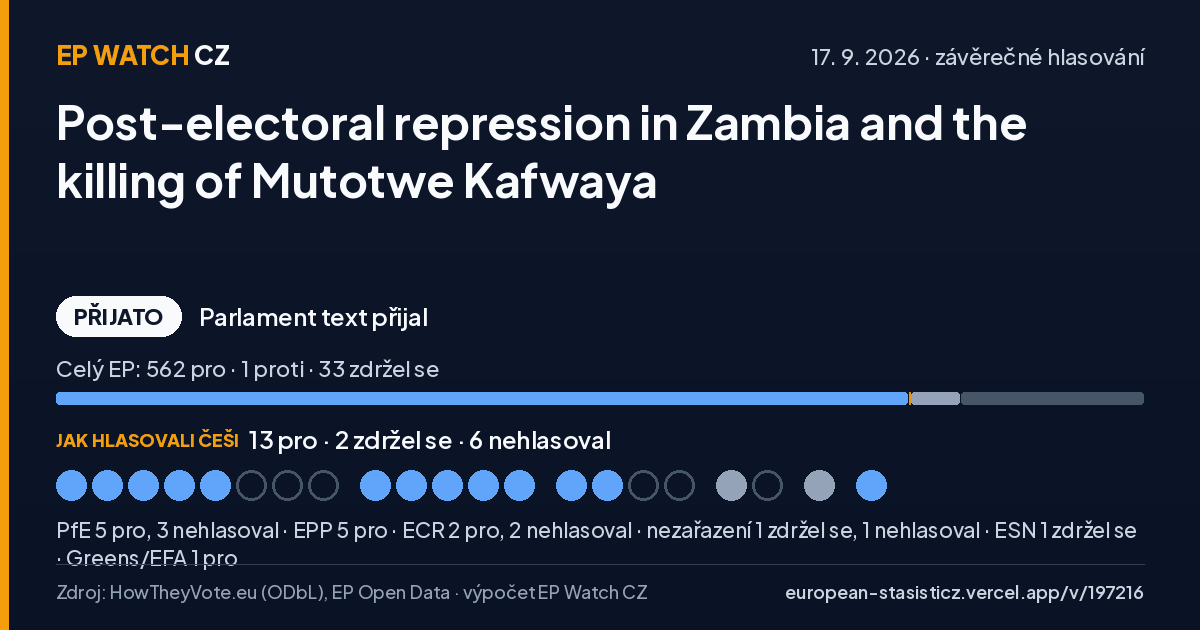 EP WATCH CZ
17. 9. 2026 · závěrečné hlasování
Post-electoral repression in Zambia and the
killing of Mutotwe Kafwaya
PŘIJATO Parlament text přijal
Celý EP: 562 pro · 1 proti · 33 zdržel se
JAK HLASOVALI ČEŠI 13 pro · 2 zdržel se · 6 nehlasoval
PfE 5 pro, 3 nehlasoval · EPP 5 pro · ECR 2 pro, 2 nehlasoval · nezařazení 1 zdržel se, 1 nehlasoval · ESN 1 zdržel se
· Greens/EFA 1 pro
Zdroj: HowTheyVote.eu (ODbL), EP Open Data · výpočet EP Watch CZ
european-stasisticz.vercel.app/v/197216